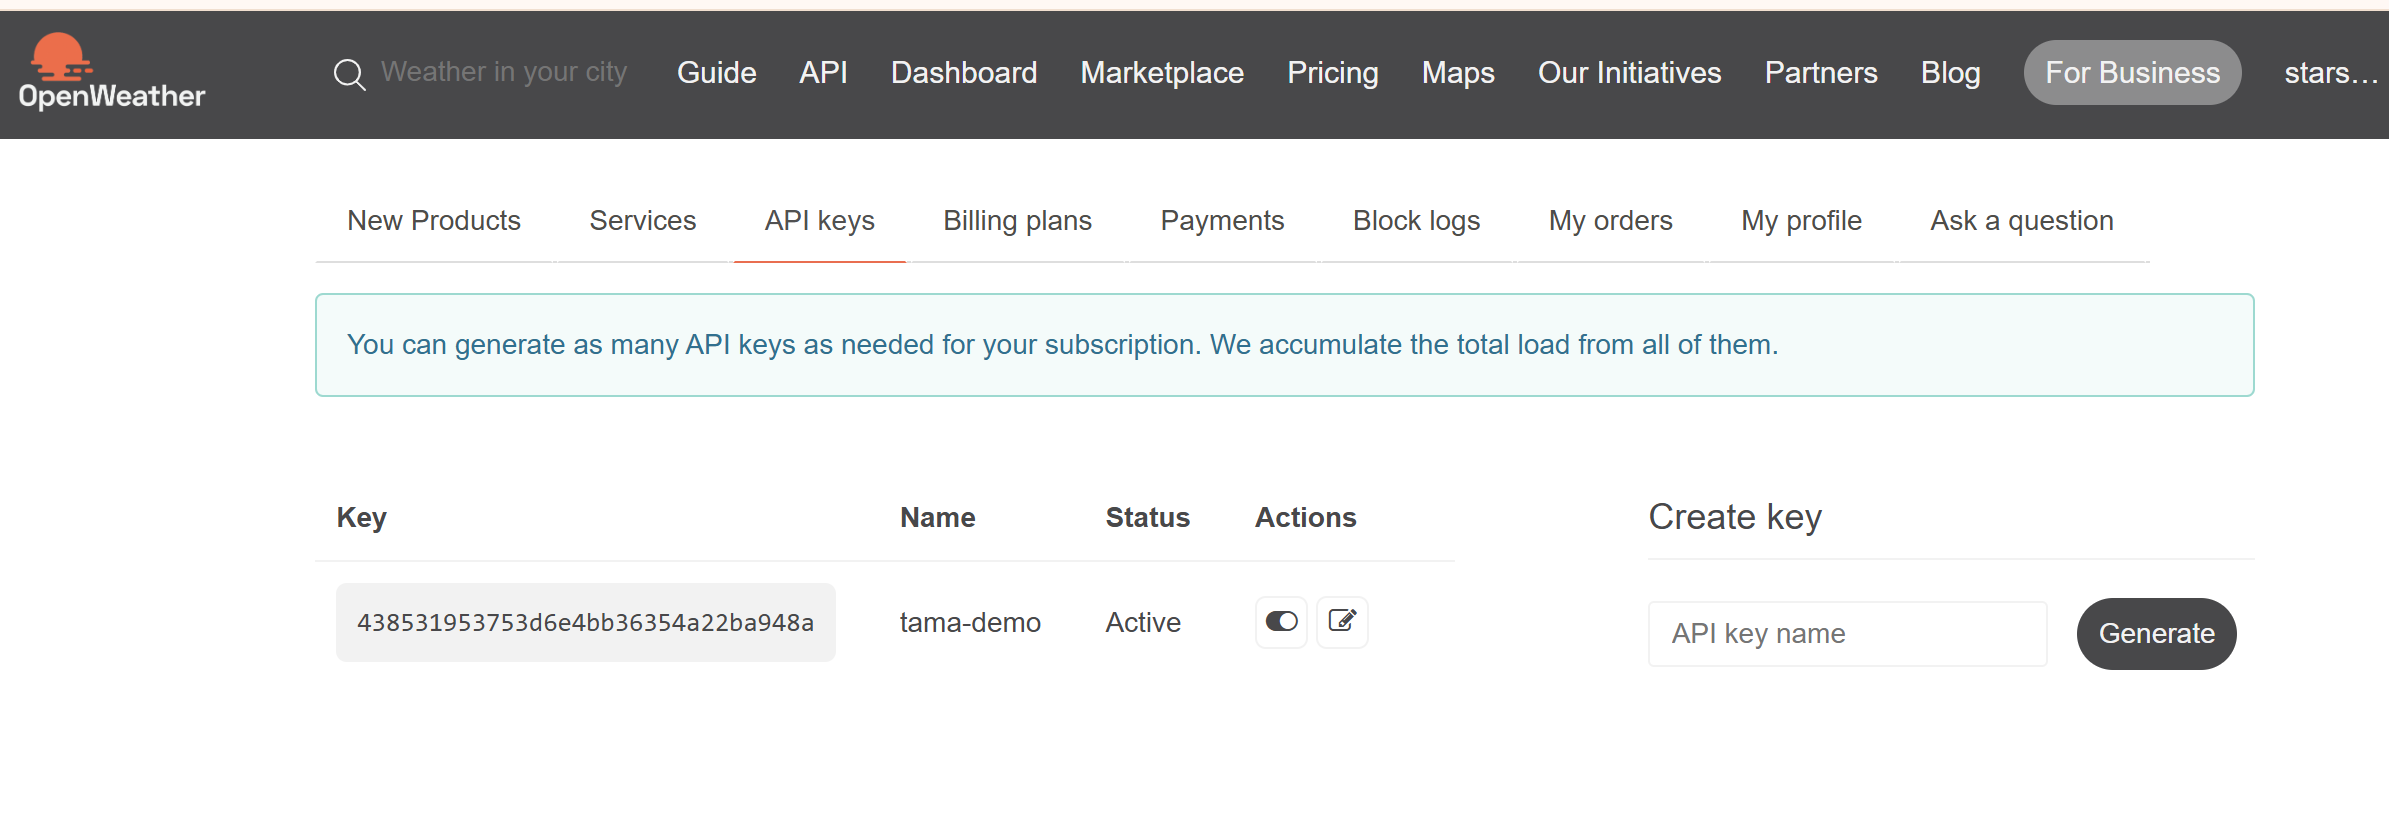 OpenWeather
Weather in your city
Guide API Dashboard Marketplace Pricing Maps Our Initiatives Partners Blog For Business stars...
New Products Services API keys Billing plans Payments Block logs My orders My profile Ask a question
You can generate as many API keys as needed for your subscription. We accumulate the total load from all of them.
Key Name Status Actions
438531953753d6e4bb36354a22ba948a tama-demo Active
Create key
API key name Generate